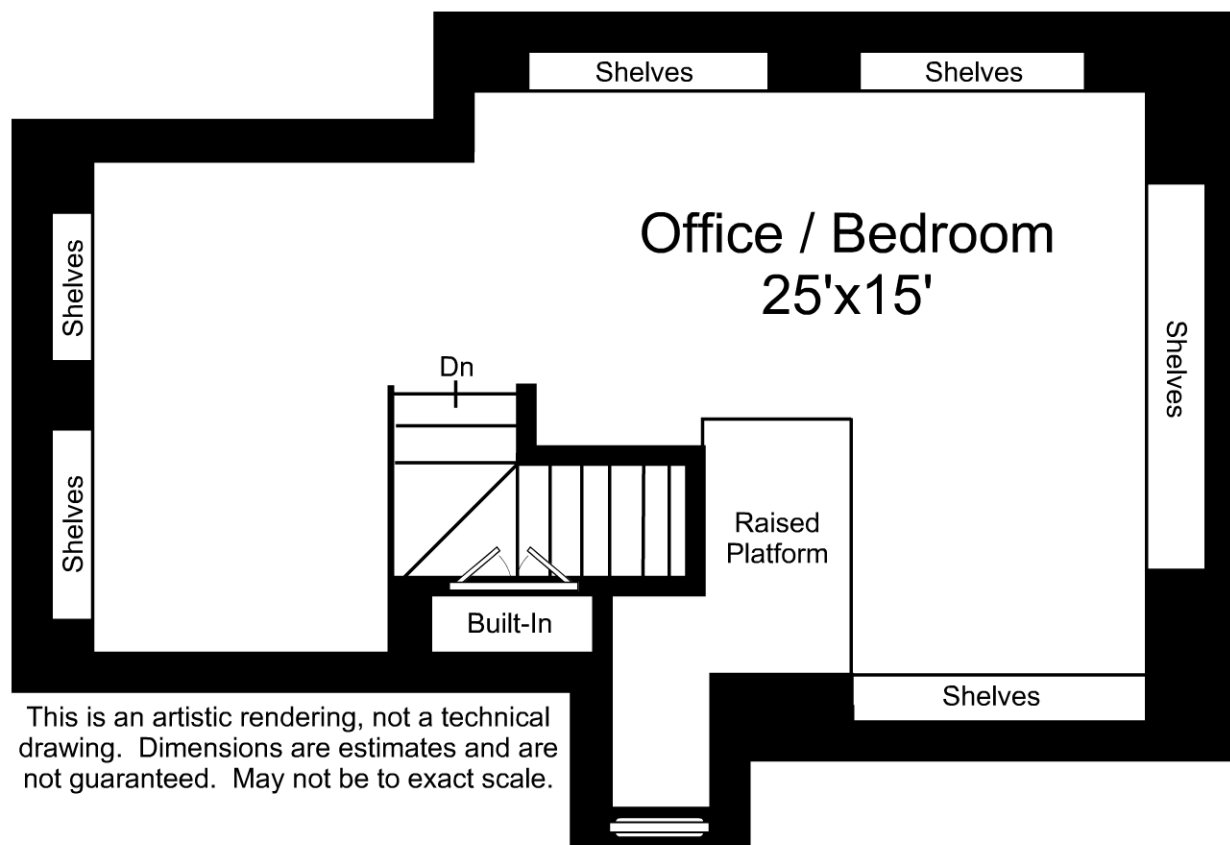 Shelves
Shelves
Office / Bedroom
25'x15'
Shelves
Shelves
Dn
Shelves
Raised
Platform
Built-In
Shelves
This is an artistic rendering, not a technical
drawing.  Dimensions are estimates and are
not guaranteed.  May not be to exact scale.